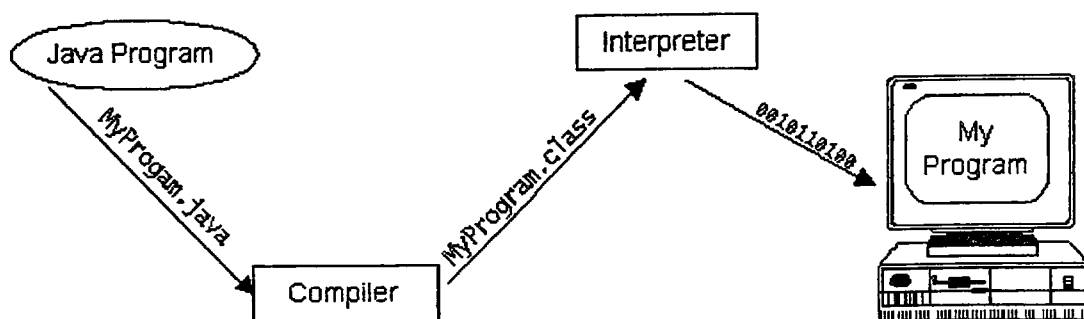 Java Program
MyProgam.java
Compiler
MyProgram.class
Interpreter
0010110100
My
Program